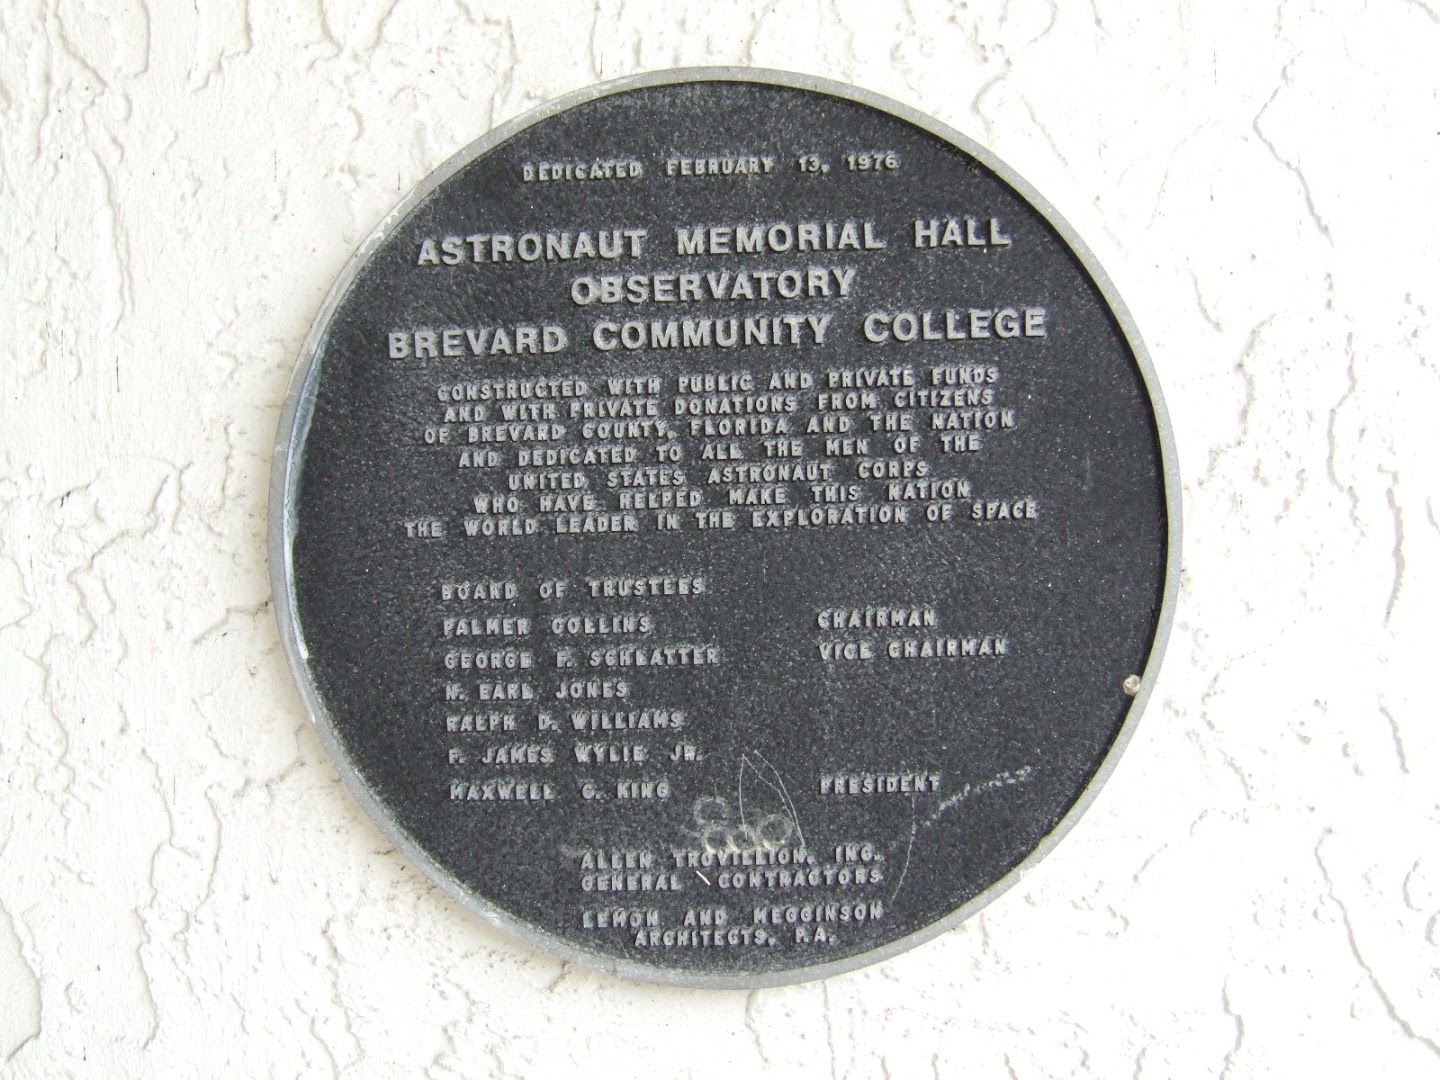 DEDICATED FEBRUARY 13, 1976
ASTRONAUT MEMORIAL HALL
OBSERVATORY
BREVARD COMMUNITY COLLEGE
CONSTRUCTED WITH PUBLIC AND PRIVATE FUNDS
AND WITH PRIVATE DONATIONS FROM CITIZENS
OF BREVARD COUNTY, FLORIDA AND THE NATION
AND DEDICATED TO ALL THE MEN OF THE
UNITED STATES ASTRONAUT CORPS
WHO HAVE HELPED MAKE THIS NATION
THE WORLD LEADER IN THE EXPLORATION OF SPACE
BOARD OF TRUSTEES
PALMER COLLINS CHAIRMAN
GEORGE F. SCHLATTER VICE CHAIRMAN
N. EARL JONES
RALPH D. WILLIAMS
F. JAMES WYLIE JR.
MAXWELL C. KING PRESIDENT
ALLEN TROVILLION, INC.
GENERAL CONTRACTORS
LEMON AND MEGGINSON
ARCHITECTS, P.A.